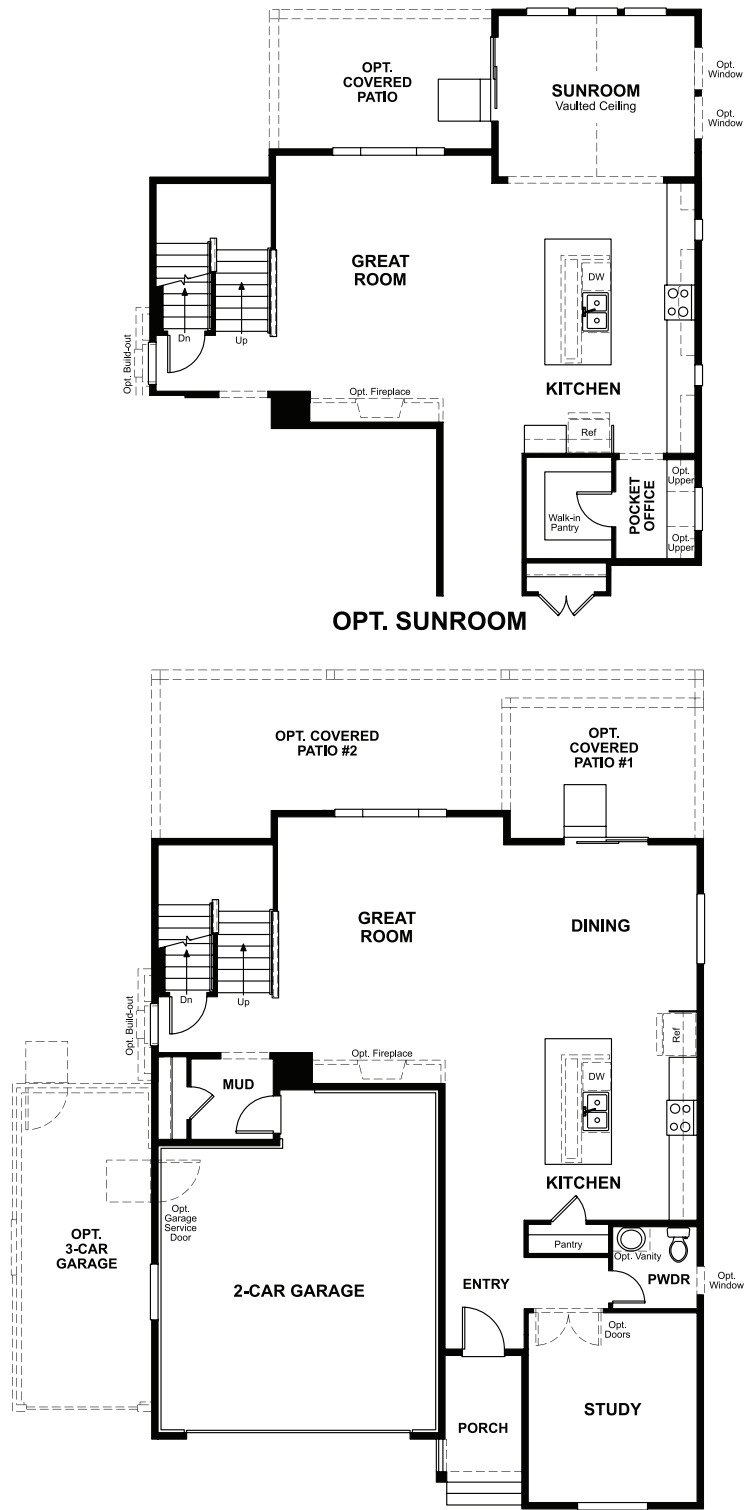 OPT.
COVERED
PATIO
SUNROOM
Vaulted Ceiling
Opt.
Window
Opt.
Window
GREAT
ROOM
DW
Dn
Up
Opt. Build-out
Opt. Fireplace
KITCHEN
Ref
Walk-in
Pantry
POCKET
OFFICE
Opt.
Upper
Opt.
Upper
OPT. SUNROOM
OPT. COVERED
PATIO #2
OPT.
COVERED
PATIO #1
GREAT
ROOM
DINING
Dn
Up
Opt. Build-out
Ref
Opt. Fireplace
MUD
DW
KITCHEN
Opt.
Garage
Service
Door
OPT.
3-CAR
GARAGE
2-CAR GARAGE
Pantry
Opt. Vanity
PWDR
Opt.
Window
ENTRY
Opt.
Doors
PORCH
STUDY